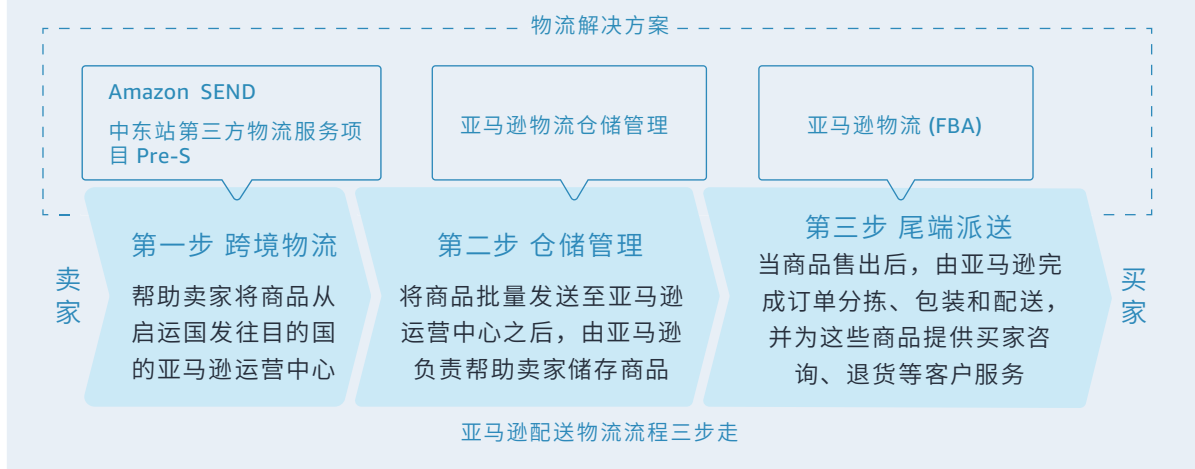 物流解决方案
Amazon SEND
中东站第三方物流服务项
目 Pre-S
亚马逊物流仓储管理
亚马逊物流 (FBA)
卖家
第一步 跨境物流
帮助卖家将商品从
启运国发往目的国
的亚马逊运营中心
第二步 仓储管理
将商品批量发送至亚马逊
运营中心之后，由亚马逊
负责帮助卖家储存商品
第三步 尾端派送
当商品售出后，由亚马逊完
成订单分拣、包装和配送，
并为这些商品提供买家咨
询、退货等客户服务
买家
亚马逊配送物流流程三步走